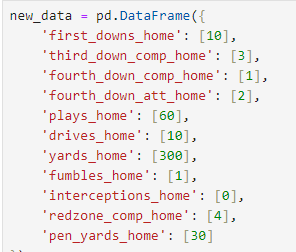 new_data = pd.DataFrame({
    'first_downs_home': [10],
    'third_down_comp_home': [3],
    'fourth_down_comp_home': [1],
    'fourth_down_att_home': [2],
    'plays_home': [60],
    'drives_home': [10],
    'yards_home': [300],
    'fumbles_home': [1],
    'interceptions_home': [0],
    'redzone_comp_home': [4],
    'pen_yards_home': [30]